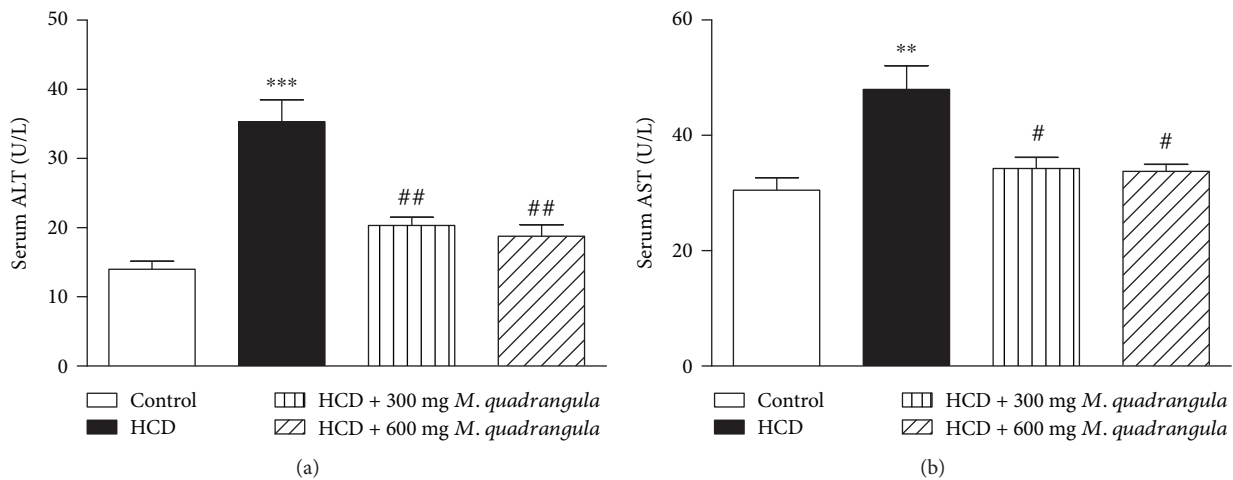 50
40
30
20
10
0
Serum ALT (U/L)
***
##
##
Control
HCD + 300 mg M. quadrangula
HCD
HCD + 600 mg M. quadrangula
(a)
60
40
20
0
Serum AST (U/L)
**
#
#
Control
HCD + 300 mg M. quadrangula
HCD
HCD + 600 mg M. quadrangula
(b)